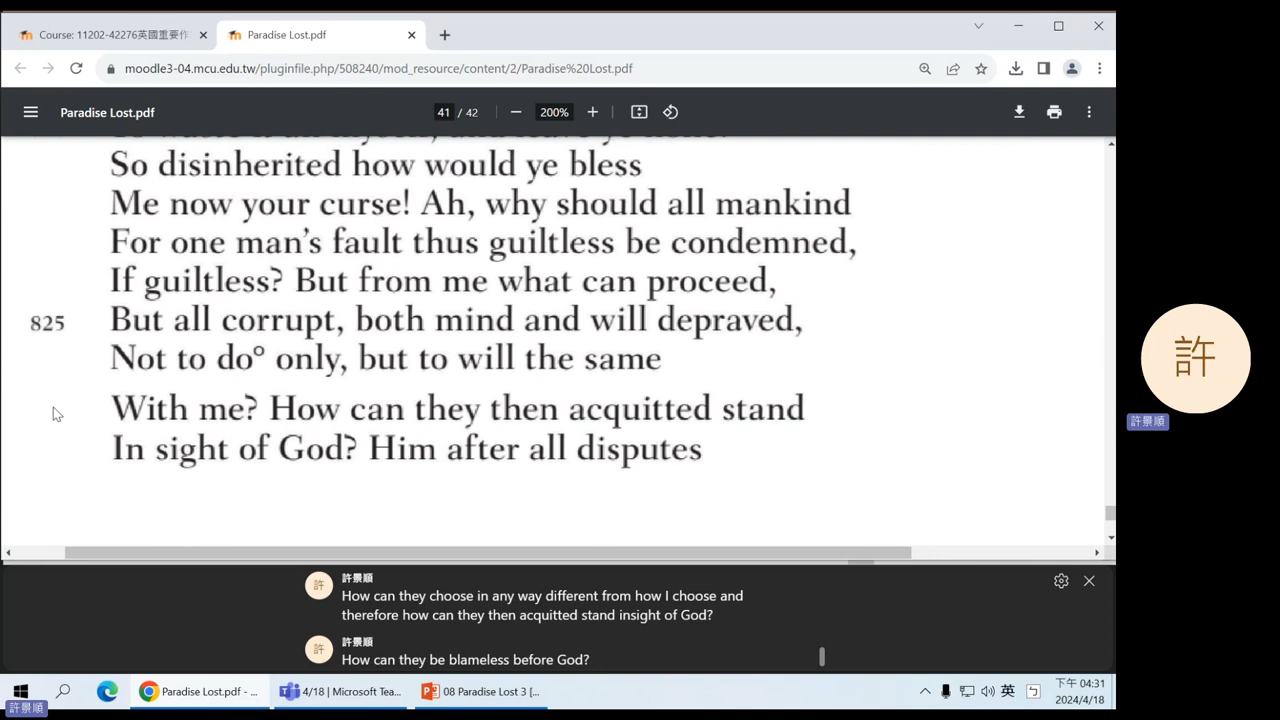 Course: 11202-42276英國重要作
Paradise Lost.pdf
moodle3-04.mcu.edu.tw/pluginfile.php/508240/mod_resource/content/2/Paradise%20Lost.pdf
Paradise Lost.pdf
41 / 42
200%
So disinherited how would ye bless
Me now your curse! Ah, why should all mankind
For one man's fault thus guiltless be condemned,
If guiltless? But from me what can proceed,
825 But all corrupt, both mind and will depraved,
Not to do° only, but to will the same
With me? How can they then acquitted stand
In sight of God? Him after all disputes
許
許景順
許
許景順
How can they choose in any way different from how I choose and
therefore how can they then acquitted stand insight of God?
許
許景順
How can they be blameless before God?
Paradise Lost.pdf - ...
4/18 | Microsoft Tea...
08 Paradise Lost 3 [...
英
ㄅ
下午 04:31
2024/4/18
許景順